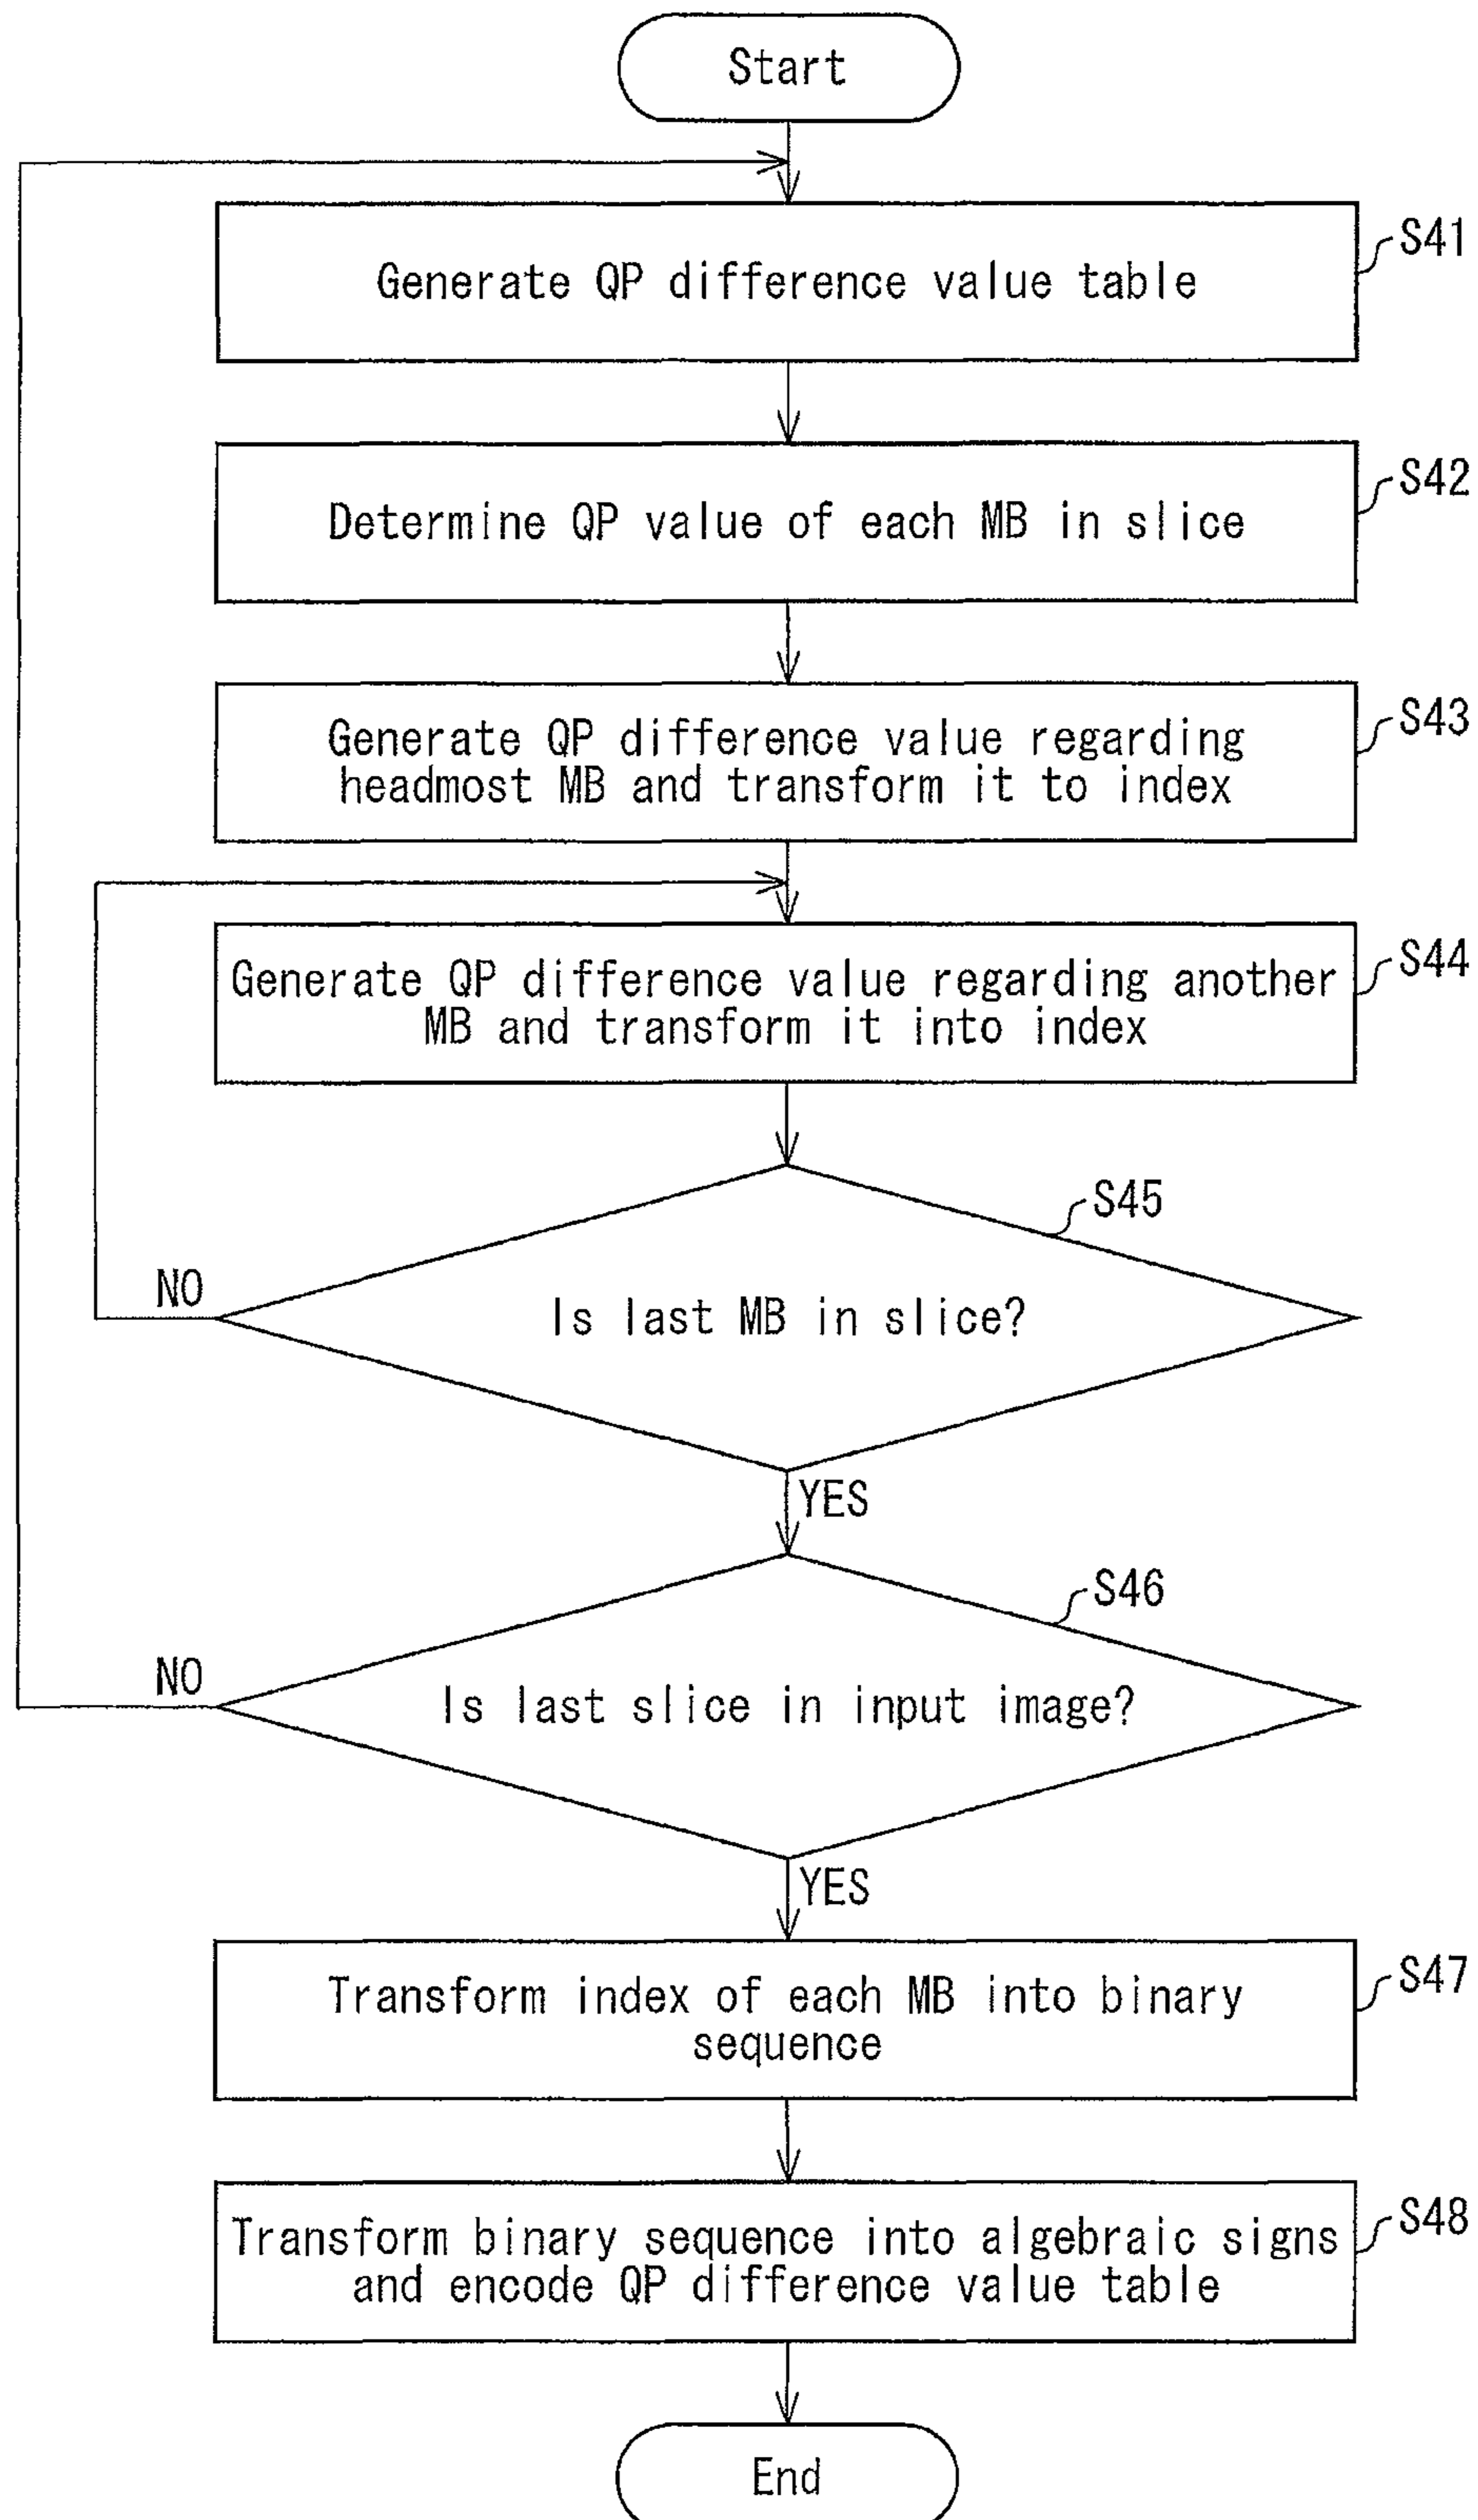 Start
S41
Generate QP difference value table
S42
Determine QP value of each MB in slice
S43
Generate QP difference value regarding
headmost MB and transform it to index
S44
Generate QP difference value regarding another
MB and transform it into index
S45
NO
Is last MB in slice?
YES
S46
NO
Is last slice in input image?
YES
S47
Transform index of each MB into binary
sequence
S48
Transform binary sequence into algebraic signs
and encode QP difference value table
End